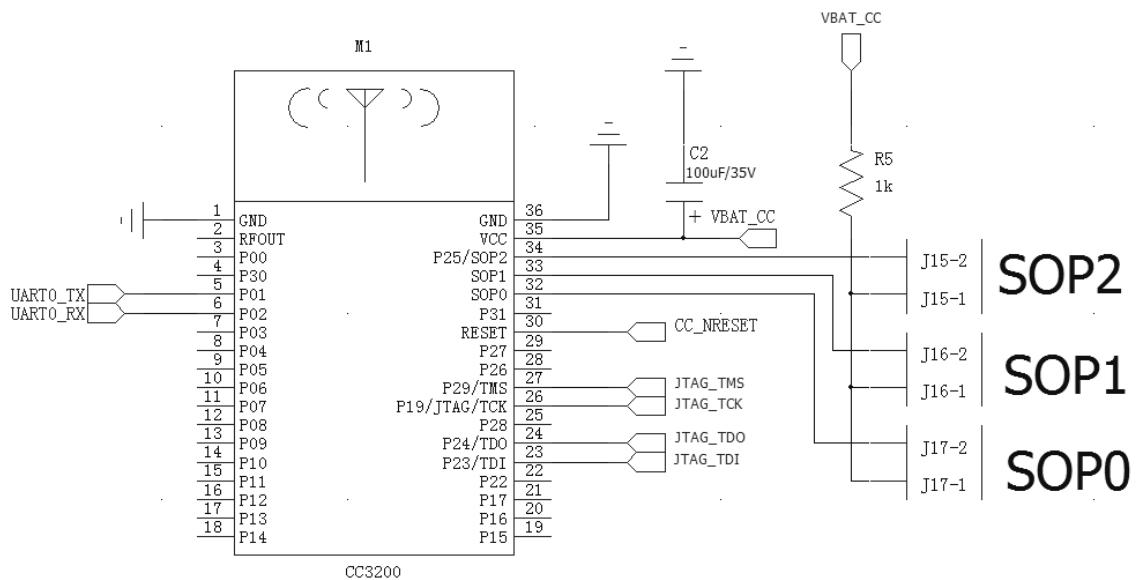 VBAT_CC
M1
C2
100uF/35V
R5
1k
+ VBAT_CC
1 GND
2 RFOUT
3 P00
4 P30
UART0_TX 5 P01
UART0_RX 6 P02
7 P03
8 P04
9 P05
10 P06
11 P07
12 P08
13 P09
14 P10
15 P11
16 P12
17 P13
18 P14
GND 36
VCC 35
P25/SOP2 34
SOP1 33
SOP0 32
P31 31
RESET 30 CC_NRESET
P27 29
P26 28
P29/TMS 27 JTAG_TMS
P19/JTAG/TCK 26 JTAG_TCK
P28 25
P24/TDO 24 JTAG_TDO
P23/TDI 23 JTAG_TDI
P22 22
P17 21
P16 20
P15 19
CC3200
J15-2
J15-1
SOP2
J16-2
J16-1
SOP1
J17-2
J17-1
SOP0